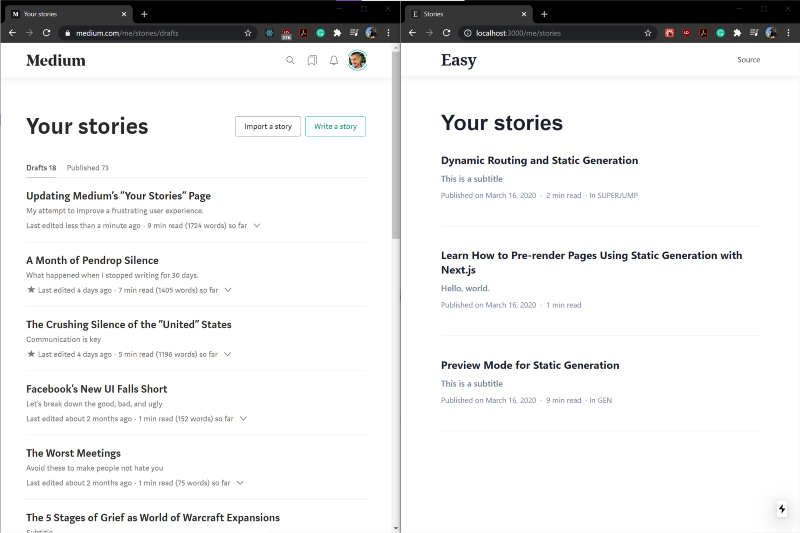 Your stories
medium.com/me/stories/drafts
Medium
Your stories
Import a story
Write a story
Drafts 18
Published 73
Updating Medium's "Your Stories" Page
My attempt to improve a frustrating user experience.
Last edited less than a minute ago · 9 min read (1724 words) so far
A Month of Pendrop Silence
What happened when I stopped writing for 30 days.
Last edited 4 days ago · 7 min read (1405 words) so far
The Crushing Silence of the "United" States
Communication is key
Last edited 4 days ago · 5 min read (1196 words) so far
Facebook's New UI Falls Short
Let's break down the good, bad, and ugly
Last edited about 2 months ago · 1 min read (152 words) so far
The Worst Meetings
Avoid these to make people not hate you
Last edited about 2 months ago · 1 min read (75 words) so far
The 5 Stages of Grief as World of Warcraft Expansions
Subtitle
Stories
localhost:3000/me/stories
Easy
Source
Your stories
Dynamic Routing and Static Generation
This is a subtitle
Published on March 16, 2020 · 2 min read · In SUPERJUMP
Learn How to Pre-render Pages Using Static Generation with
Next.js
Hello, world.
Published on March 16, 2020 · 1 min read
Preview Mode for Static Generation
This is a subtitle
Published on March 16, 2020 · 9 min read · In GEN